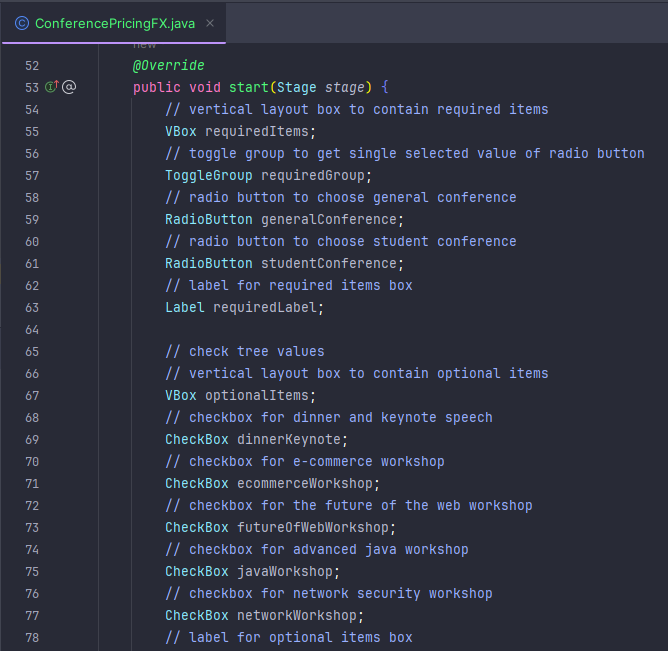 ConferencePricingFX.java
new
52 @Override
53 public void start(Stage stage) {
54 // vertical layout box to contain required items
55 VBox requiredItems;
56 // toggle group to get single selected value of radio button
57 ToggleGroup requiredGroup;
58 // radio button to choose general conference
59 RadioButton generalConference;
60 // radio button to choose student conference
61 RadioButton studentConference;
62 // label for required items box
63 Label requiredLabel;
64
65 // check tree values
66 // vertical layout box to contain optional items
67 VBox optionalItems;
68 // checkbox for dinner and keynote speech
69 CheckBox dinnerKeynote;
70 // checkbox for e-commerce workshop
71 CheckBox ecommerceWorkshop;
72 // checkbox for the future of the web workshop
73 CheckBox futureOfWebWorkshop;
74 // checkbox for advanced java workshop
75 CheckBox javaWorkshop;
76 // checkbox for network security workshop
77 CheckBox networkWorkshop;
78 // label for optional items box